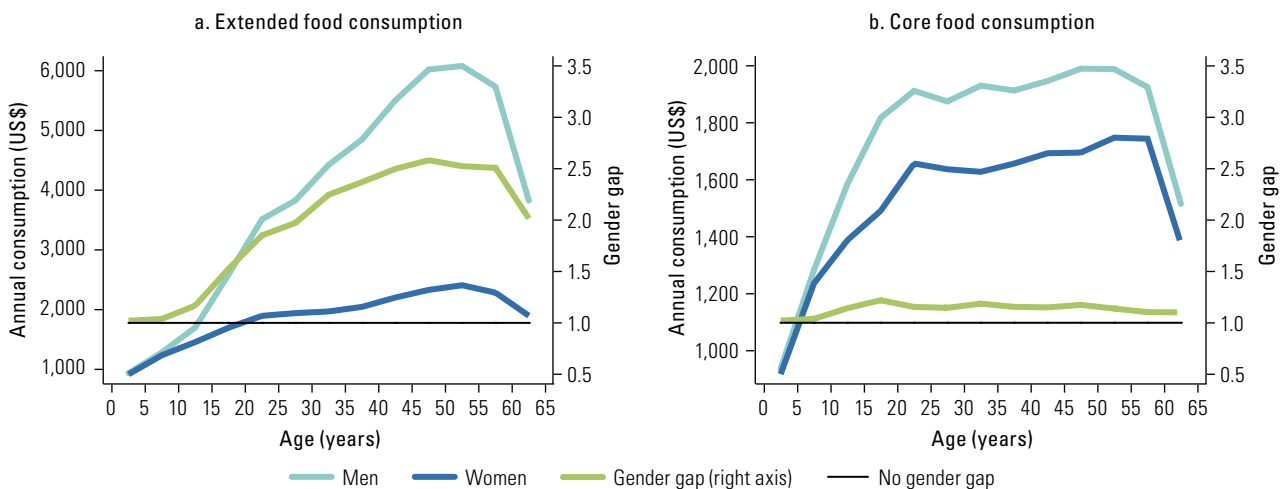 a. Extended food consumption
Annual consumption (US$)
6,000
5,000
4,000
3,000
2,000
1,000
3.5
3.0
2.5
2.0
1.5
1.0
0.5
Gender gap
0 5 10 15 20 25 30 35 40 45 50 55 60 65
Age (years)
b. Core food consumption
Annual consumption (US$)
2,000
1,800
1,600
1,400
1,200
1,000
3.5
3.0
2.5
2.0
1.5
1.0
0.5
Gender gap
0 5 10 15 20 25 30 35 40 45 50 55 60 65
Age (years)
Men Women Gender gap (right axis) No gender gap